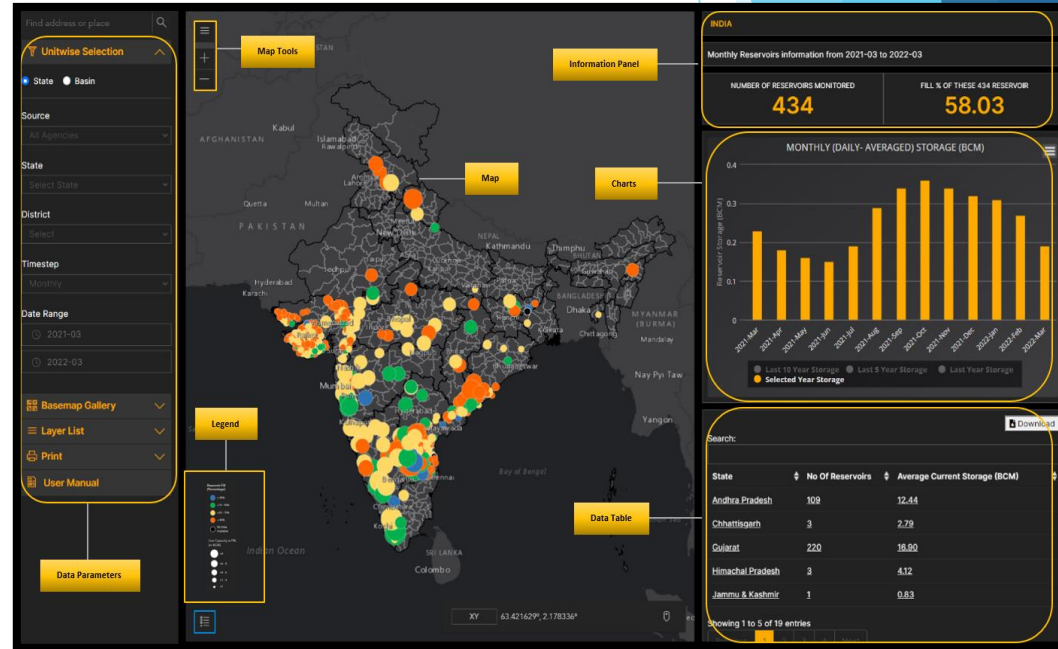 Find address or place
Unitwise Selection
State
Basin
Source
All Agencies
State
Select State
District
Select
Timestep
Monthly
Date Range
2021-03
2022-03
Basemap Gallery
Layer List
Print
User Manual
Data Parameters
Map Tools
Map
Legend
Information Panel
Charts
Data Table
AFGHANISTAN
Kabul
Islamabad
Rawalpindi
Lahore
Quetta
Multan
PAKISTAN
New Delhi
NEPAL
Kathmandu
Thimphu
BHUTAN
Hyderabad
Karachi
BANGLADESH
Dhaka
MYANMAR
(BURMA)
Chittagong
Mandalay
Nay Pyi Taw
Mumbai
Hyderabad
Yangon
Bay of Bengal
Indian Ocean
SRI LANKA
Colombo
XY
63.421629°, 2.178336°
INDIA
Monthly Reservoirs information from 2021-03 to 2022-03
NUMBER OF RESERVOIRS MONITORED
434
FILL % OF THESE 434 RESERVOIR
58.03
MONTHLY (DAILY- AVERAGED) STORAGE (BCM)
Reservoir Storage (BCM)
0.4
0.3
0.2
0.1
0
2021-Mar
2021-Apr
2021-May
2021-Jun
2021-Jul
2021-Aug
2021-Sep
2021-Oct
2021-Nov
2021-Dec
2022-Jan
2022-Feb
2022-Mar
Last 10 Year Storage
Last 5 Year Storage
Last Year Storage
Selected Year Storage
Download
Search:
State No Of Reservoirs Average Current Storage (BCM)
Andhra Pradesh 109 12.44
Chhattisgarh 3 2.79
Gujarat 220 16.90
Himachal Pradesh 3 4.12
Jammu & Kashmir 1 0.83
Showing 1 to 5 of 19 entries
1